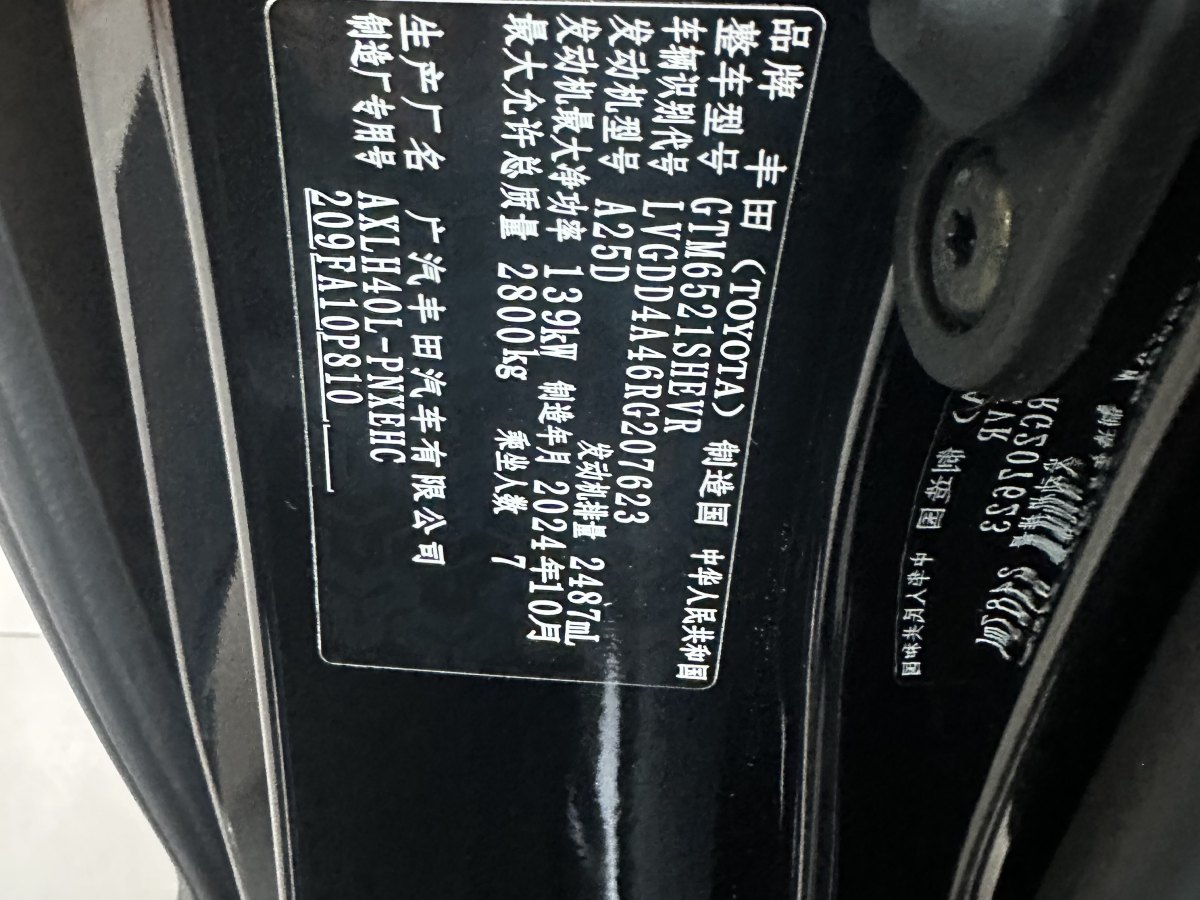 品牌 丰田 (TOYOTA) 制造国 中华人民共和国
整车型号 GTM6521SHEVR
车辆识别代号 LVGDD4A46RG207623
发动机型号 A25D 发动机排量 2487mL
发动机最大净功率 139kW 制造年月 2024年10月
最大允许总质量 2800kg 乘坐人数 7
生产厂名 广汽丰田汽车有限公司
制造厂专用号 AXLH40L-PNXEHC
209FA10P810